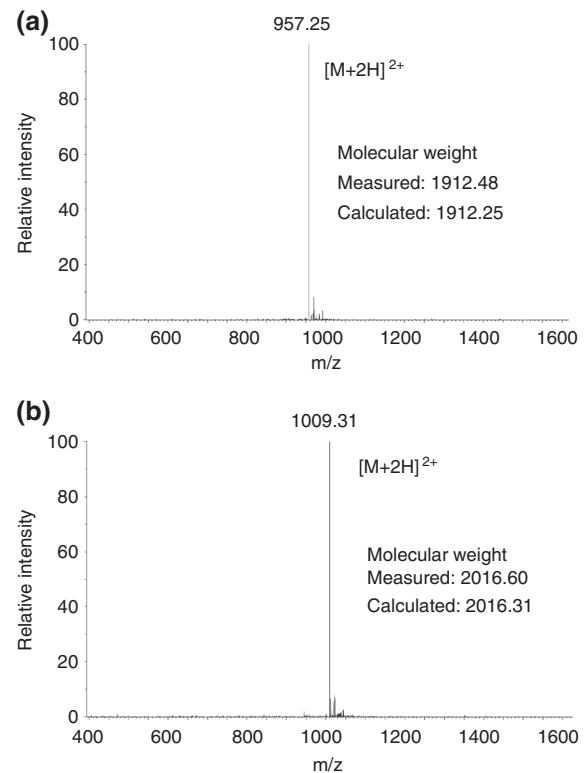 (a)
957.25
100
[M+2H] 2+
80
Relative intensity
60
Molecular weight
Measured: 1912.48
40
Calculated: 1912.25
20
0
400 600 800 1000 1200 1400 1600
m/z
(b)
1009.31
100
[M+2H] 2+
80
Relative intensity
60
Molecular weight
Measured: 2016.60
40
Calculated: 2016.31
20
0
400 600 800 1000 1200 1400 1600
m/z